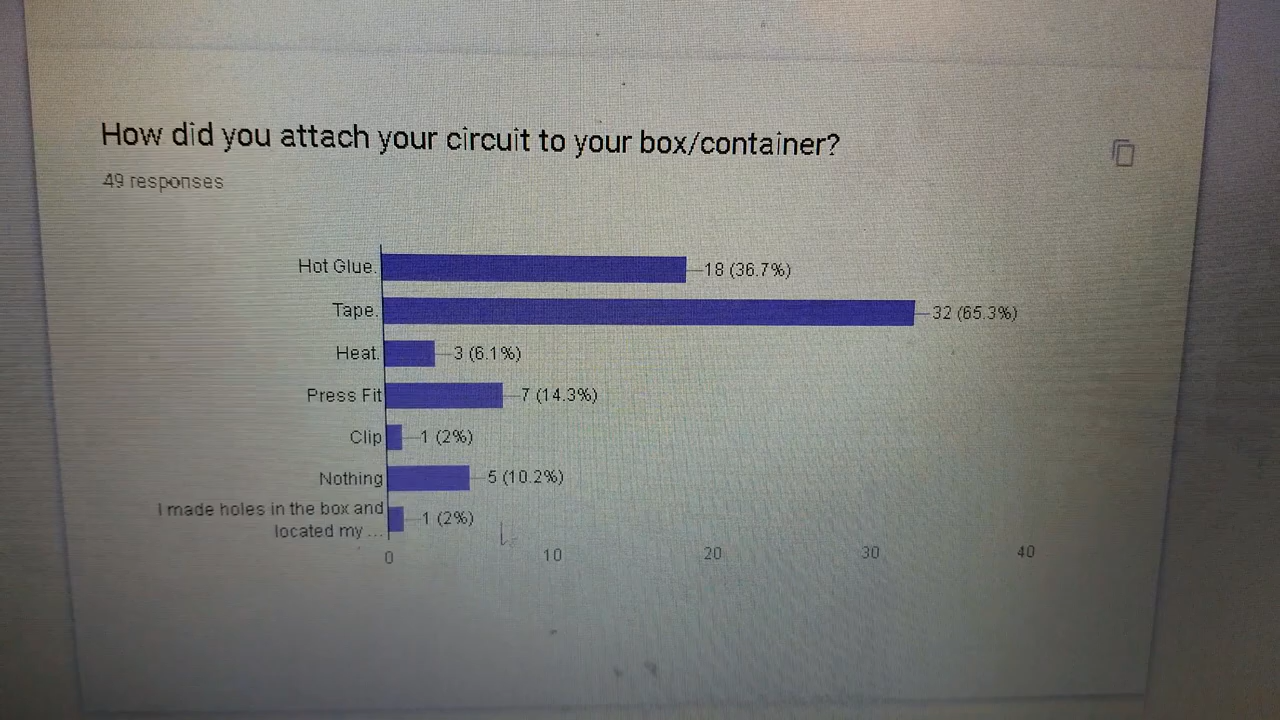 How did you attach your circuit to your box/container?
49 responses
Hot Glue. 18 (36.7%)
Tape. 32 (65.3%)
Heat. 3 (6.1%)
Press Fit 7 (14.3%)
Clip 1 (2%)
Nothing 5 (10.2%)
I made holes in the box and
located my ... 1 (2%)
0 10 20 30 40